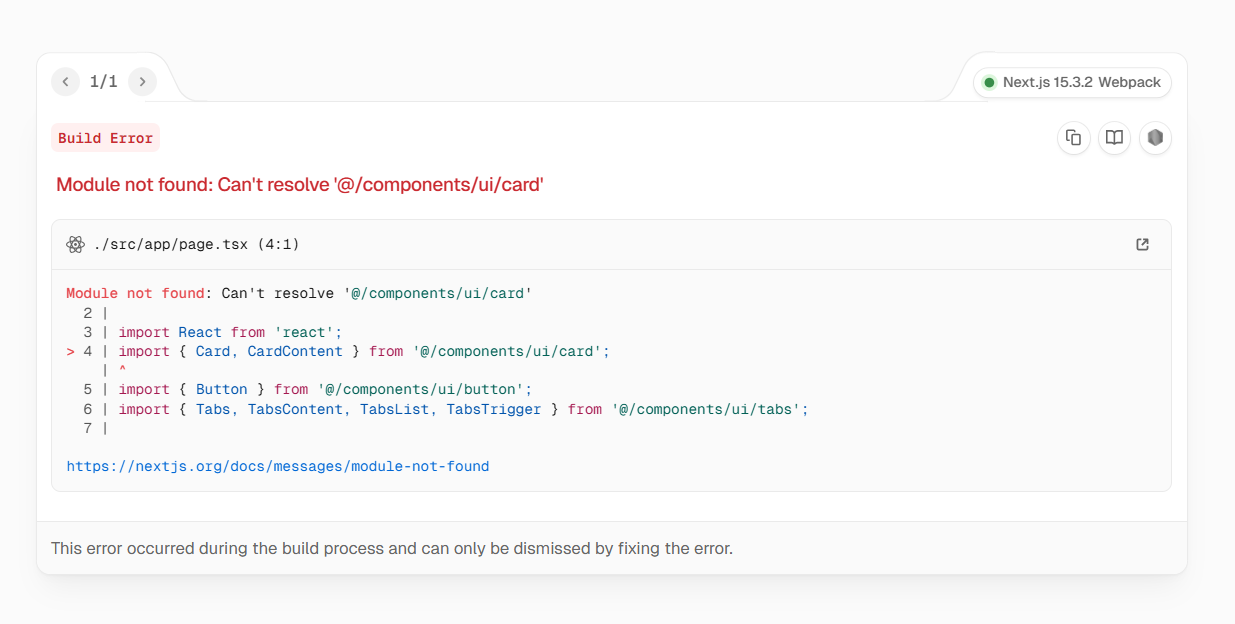 1/1
Next.js 15.3.2 Webpack
Build Error
Module not found: Can't resolve '@/components/ui/card'
./src/app/page.tsx (4:1)
Module not found: Can't resolve '@/components/ui/card'
2 |
3 | import React from 'react';
> 4 | import { Card, CardContent } from '@/components/ui/card';
| ^
5 | import { Button } from '@/components/ui/button';
6 | import { Tabs, TabsContent, TabsList, TabsTrigger } from '@/components/ui/tabs';
7 |
https://nextjs.org/docs/messages/module-not-found
This error occurred during the build process and can only be dismissed by fixing the error.